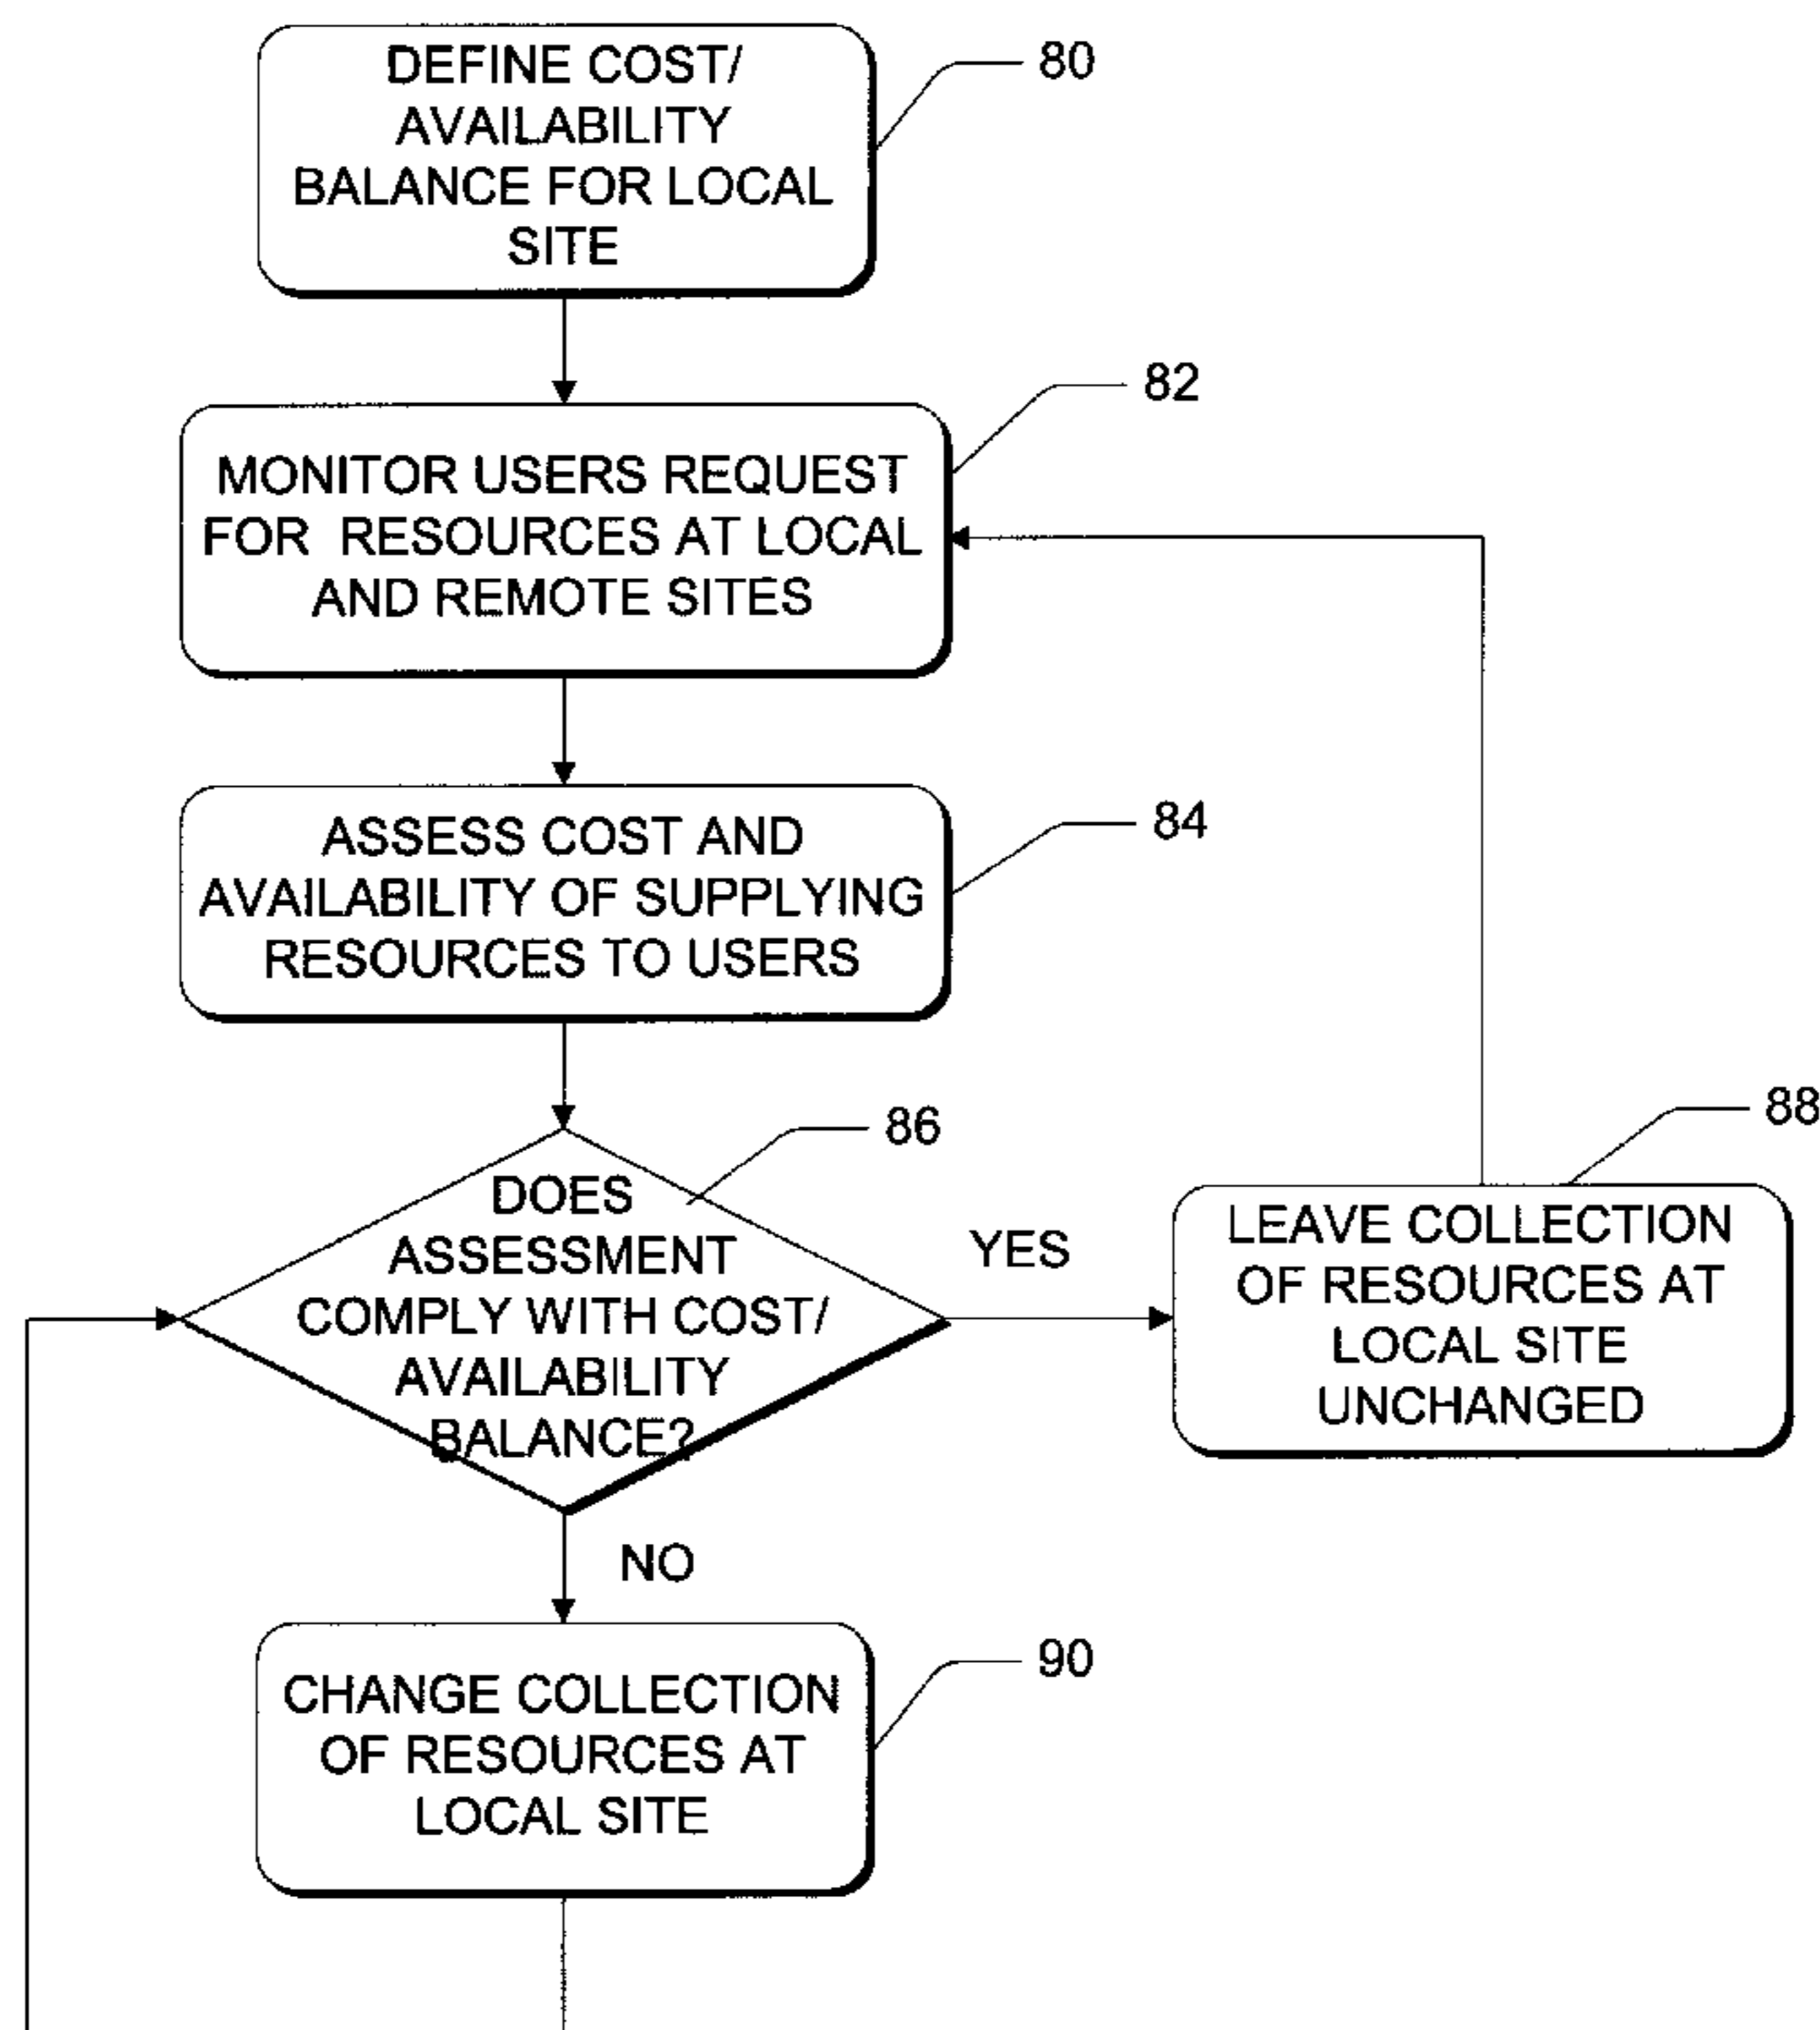 DEFINE COST/
AVAILABILITY
BALANCE FOR LOCAL
SITE
80
MONITOR USERS REQUEST
FOR RESOURCES AT LOCAL
AND REMOTE SITES
82
ASSESS COST AND
AVAILABILITY OF SUPPLYING
RESOURCES TO USERS
84
DOES
ASSESSMENT
COMPLY WITH COST/
AVAILABILITY
BALANCE?
86
YES
LEAVE COLLECTION
OF RESOURCES AT
LOCAL SITE
UNCHANGED
88
NO
CHANGE COLLECTION
OF RESOURCES AT
LOCAL SITE
90